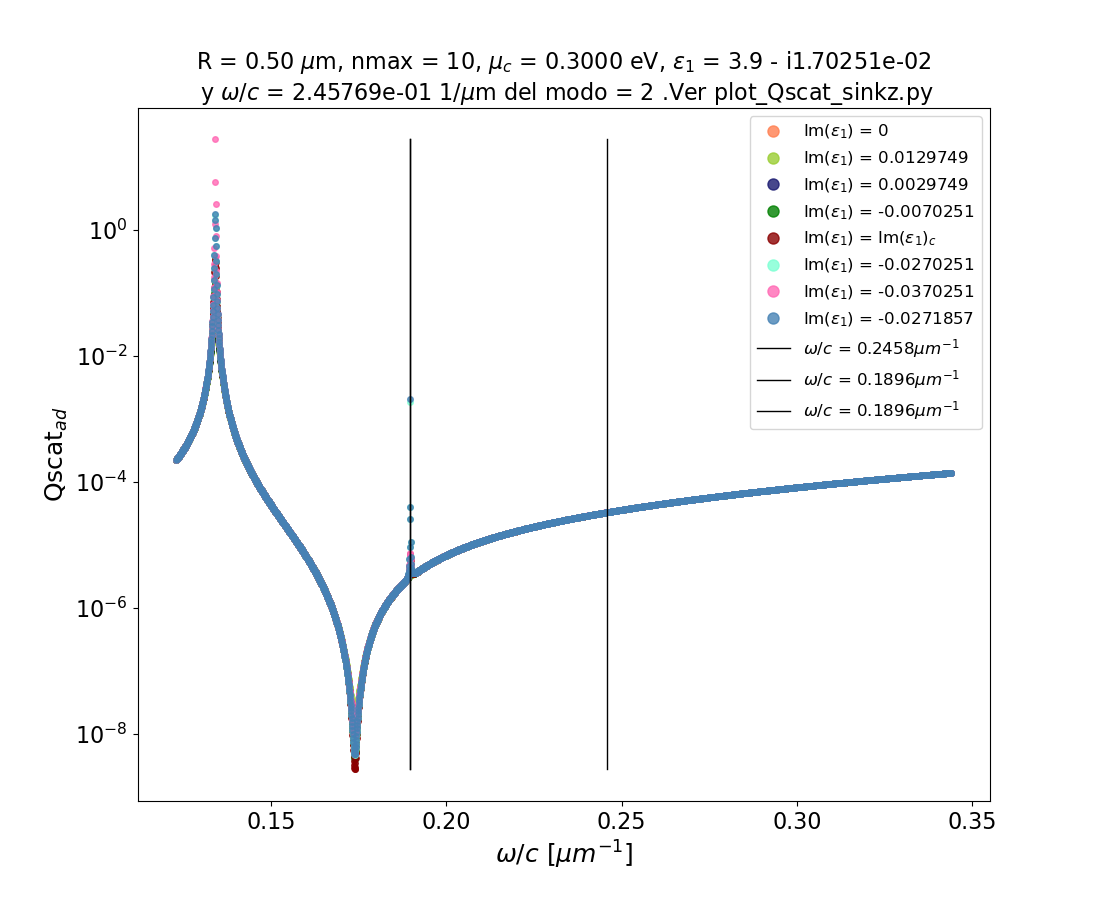 R = 0.50 μm, nmax = 10, μ_c = 0.3000 eV, ε₁ = 3.9 - i1.70251e-02
y ω/c = 2.45769e-01 1/μm del modo = 2 .Ver plot_Qscat_sinkz.py
Im(ε₁) = 0
Im(ε₁) = 0.0129749
Im(ε₁) = 0.0029749
Im(ε₁) = -0.0070251
Im(ε₁) = Im(ε₁)_c
Im(ε₁) = -0.0270251
Im(ε₁) = -0.0370251
Im(ε₁) = -0.0271857
ω/c = 0.2458μm⁻¹
ω/c = 0.1896μm⁻¹
ω/c = 0.1896μm⁻¹
Qscat_ad
10⁰
10⁻²
10⁻⁴
10⁻⁶
10⁻⁸
0.15 0.20 0.25 0.30 0.35
ω/c [μm⁻¹]